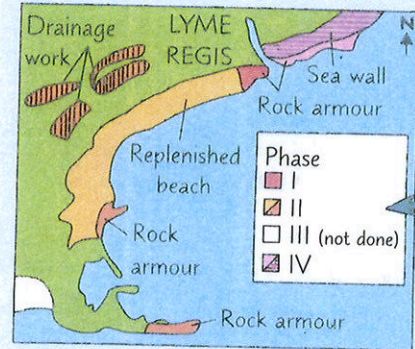 Drainage
work
LYME
REGIS
N
Sea wall
Rock armour
Replenished
beach
Phase
I
II
III (not done)
IV
Rock
armour
Rock armour